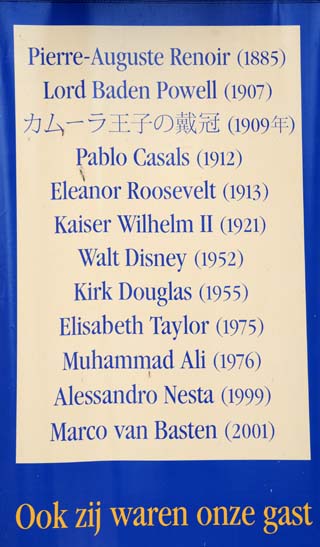 Pierre-Auguste Renoir (1885)
Lord Baden Powell (1907)
カムーラ王子の戴冠 (1909年)
Pablo Casals (1912)
Eleanor Roosevelt (1913)
Kaiser Wilhelm II (1921)
Walt Disney (1952)
Kirk Douglas (1955)
Elisabeth Taylor (1975)
Muhammad Ali (1976)
Alessandro Nesta (1999)
Marco van Basten (2001)
Ook zij waren onze gast